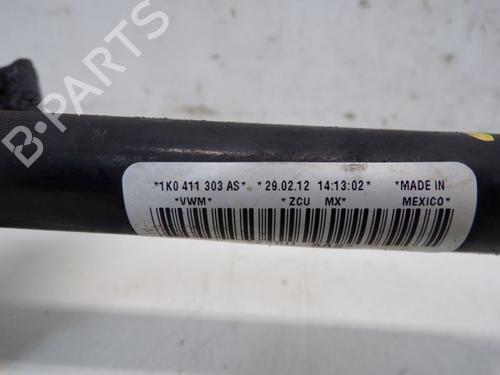 B-PARTS
*1K0 411 303 AS* *29.02.12 14:13:02* *MADE IN
*VWM* *ZCU MX* MEXICO*